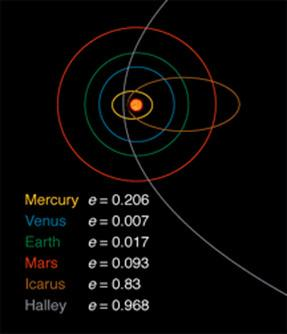 Mercury e = 0.206
Venus e = 0.007
Earth e = 0.017
Mars e = 0.093
Icarus e = 0.83
Halley e = 0.968